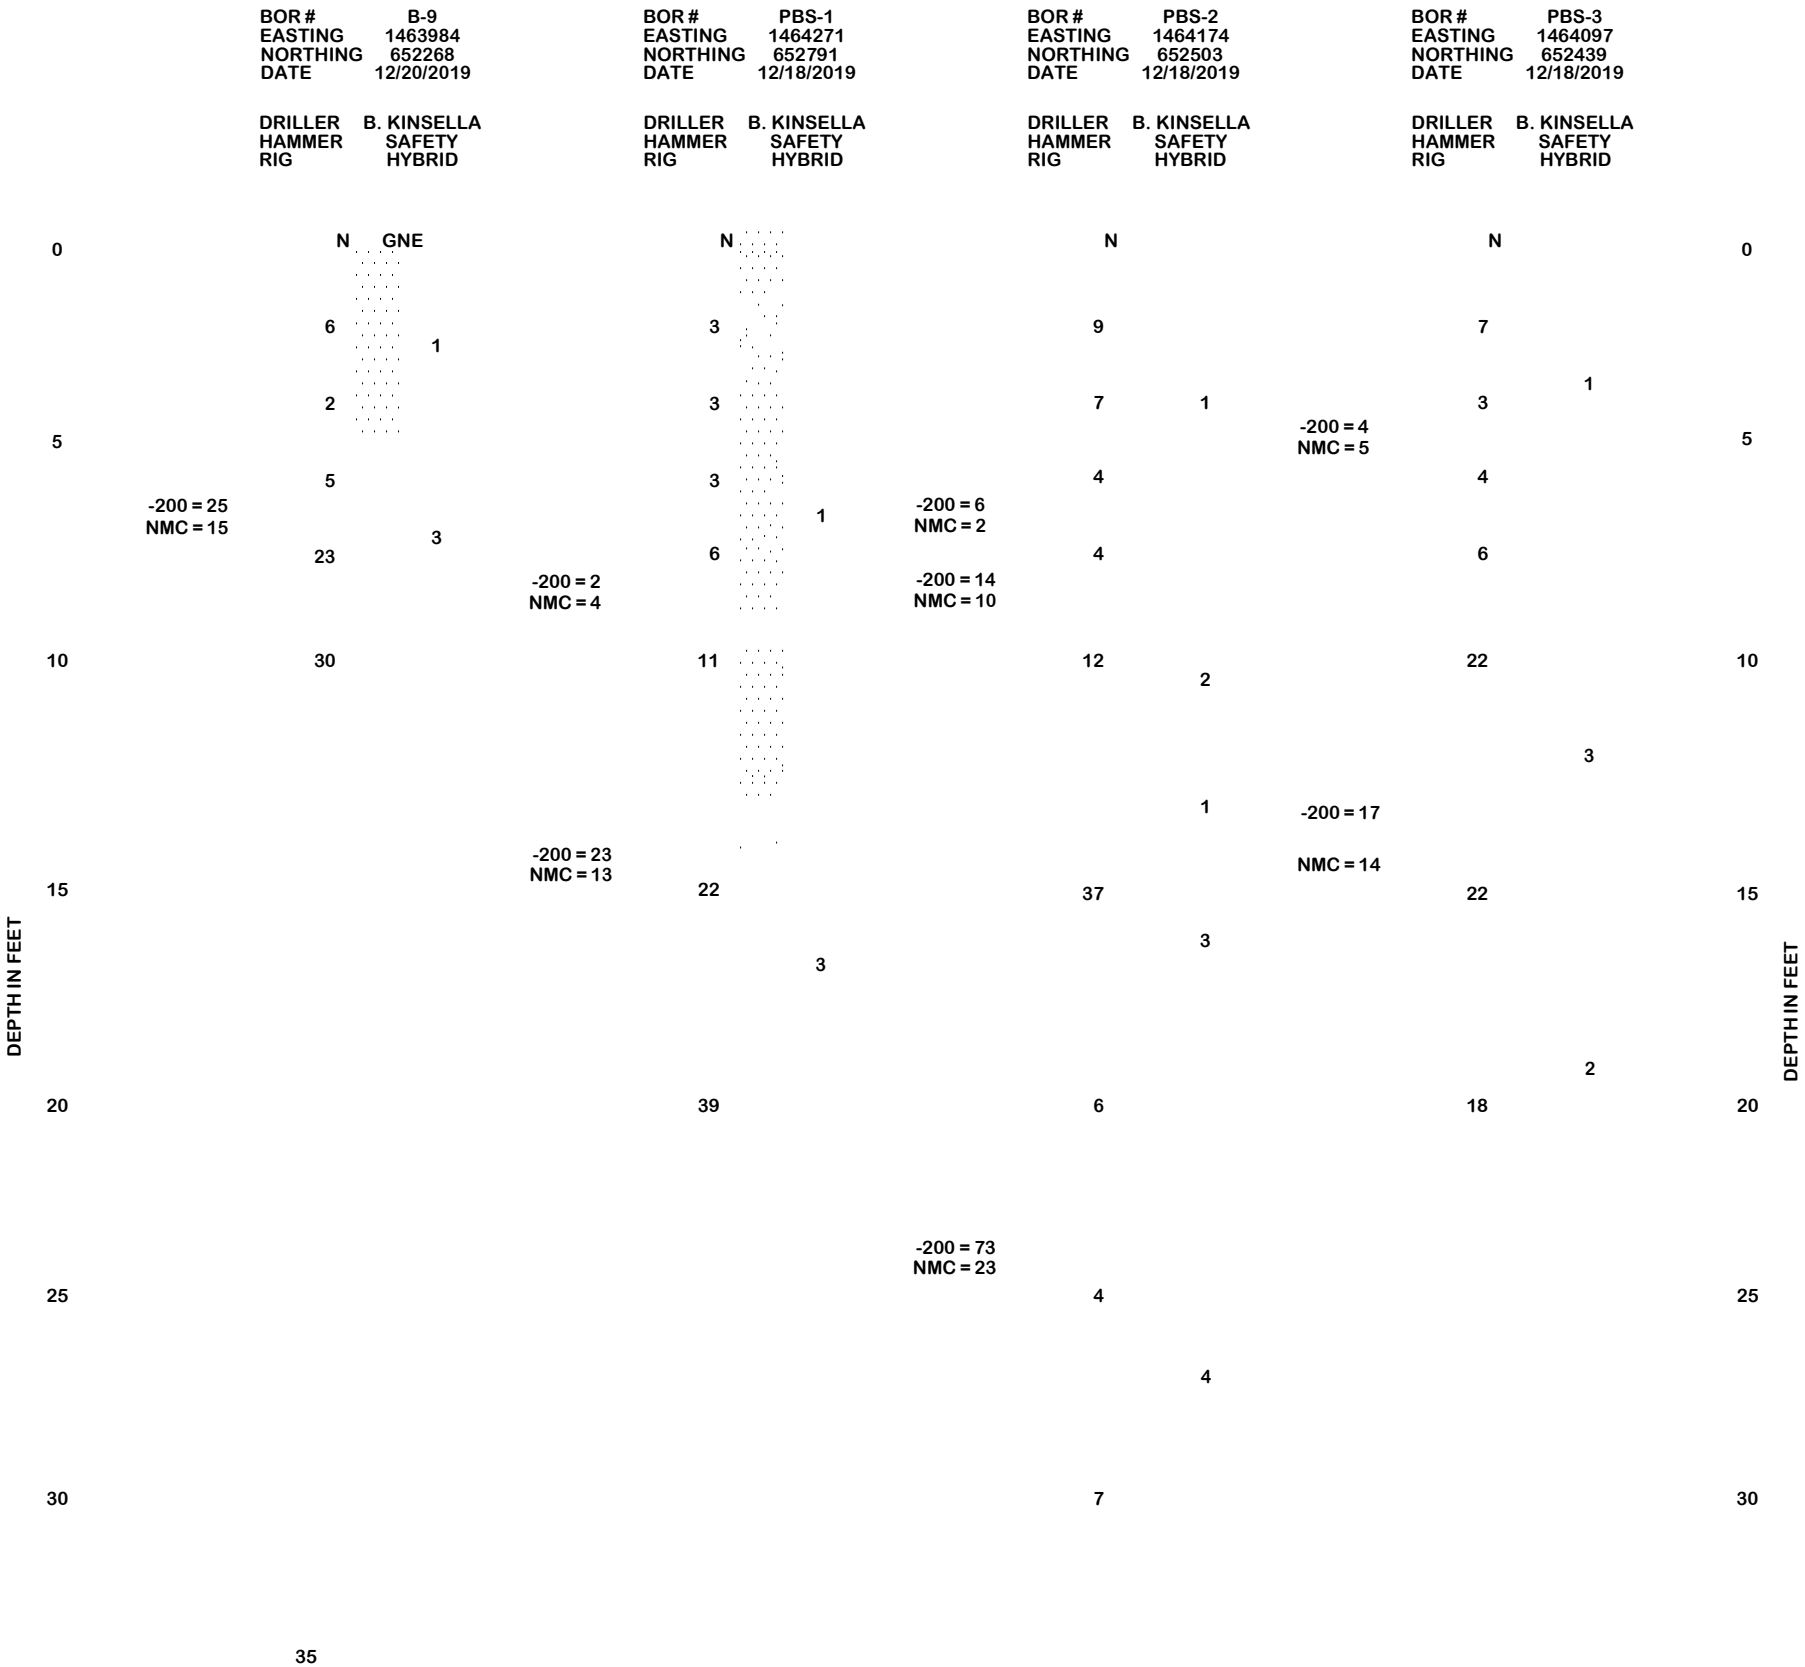 BOR # B-9 BOR # PBS-1 BOR # PBS-2 BOR # PBS-3
EASTING 1463984 EASTING 1464271 EASTING 1464174 EASTING 1464097
NORTHING 652268 NORTHING 652791 NORTHING 652503 NORTHING 652439
DATE 12/20/2019 DATE 12/18/2019 DATE 12/18/2019 DATE 12/18/2019
DRILLER B. KINSELLA DRILLER B. KINSELLA DRILLER B. KINSELLA DRILLER B. KINSELLA
HAMMER SAFETY HAMMER SAFETY HAMMER SAFETY HAMMER SAFETY
RIG HYBRID RIG HYBRID RIG HYBRID RIG HYBRID
N GNE N N N
0 0
6 3 9 7
1
1
2 3 7 1 3
-200 = 4
5 5
NMC = 5
5 3 4 4
-200 = 25 -200 = 6
1
NMC = 15 NMC = 2
3
23 6 4 6
-200 = 2 -200 = 14
NMC = 4 NMC = 10
10 30 11 12 22 10
2
3
1 -200 = 17
-200 = 23
NMC = 14
NMC = 13
15 22 37 22 15
3
3
DEPTH IN FEET
DEPTH IN FEET
2
20 39 6 18 20
-200 = 73
NMC = 23
25 4 25
4
30 7 30
35